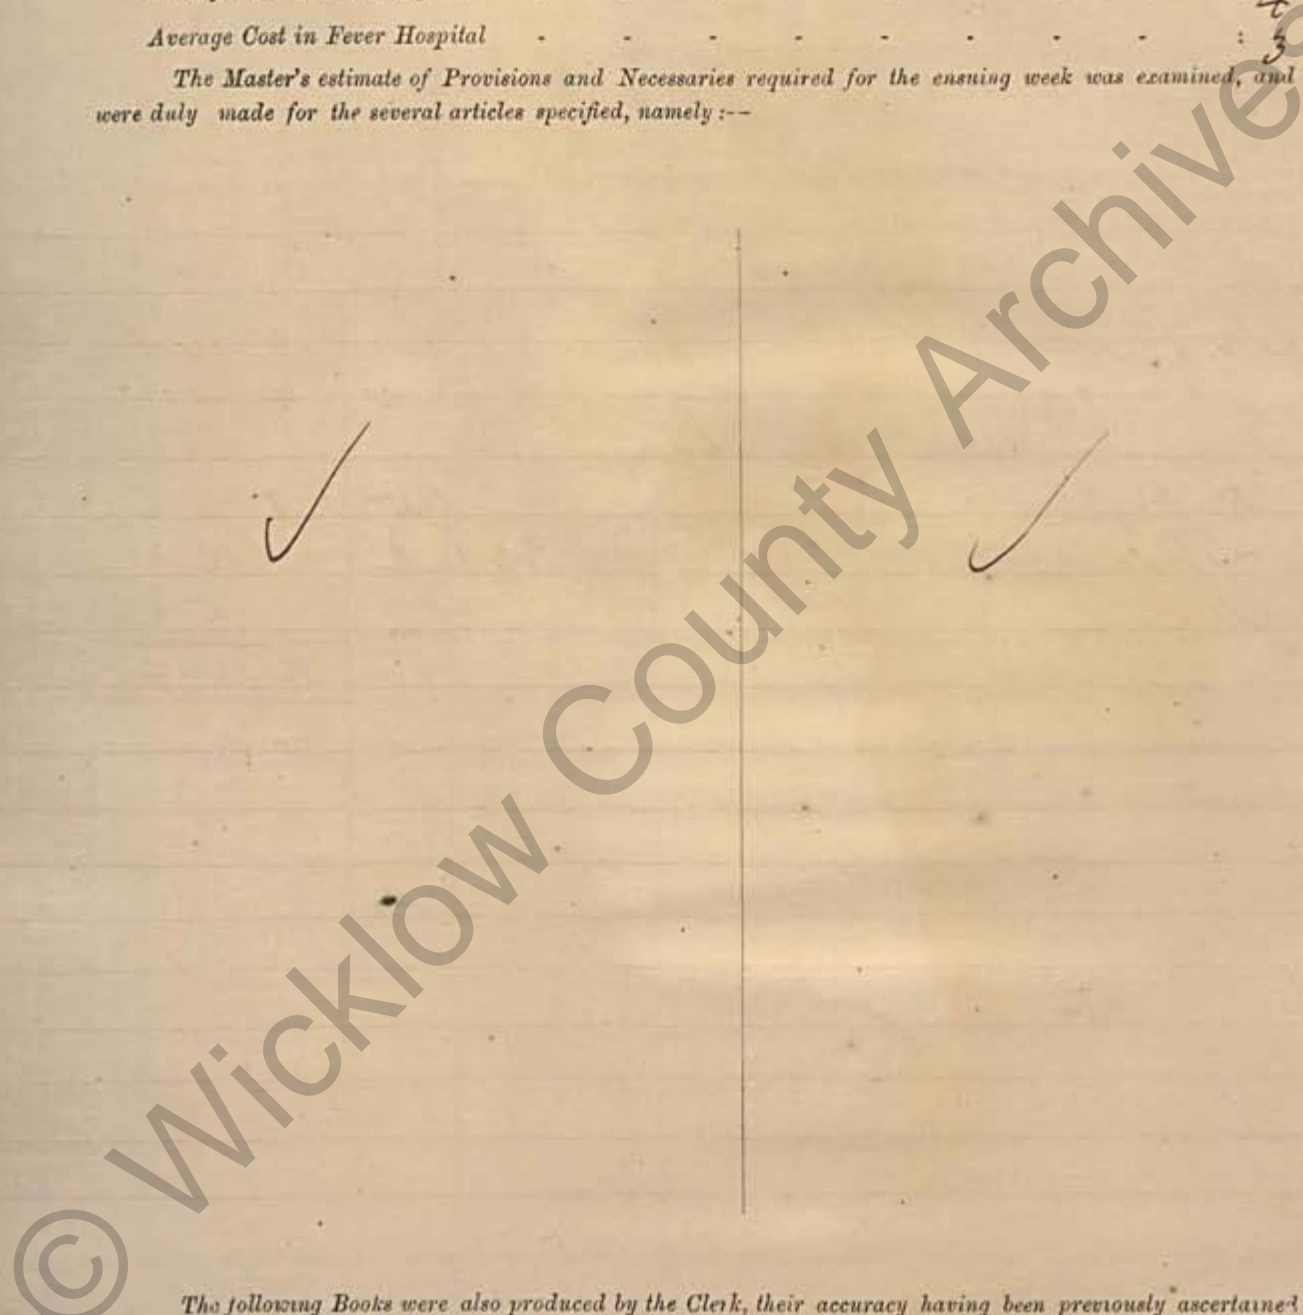 Average Cost in Fever Hospital - - - - - - - - : 3
The Master's estimate of Provisions and Necessaries required for the ensuing week was examined, and
were duly made for the several articles specified, namely :--
✓ ✓
The following Books were also produced by the Clerk, their accuracy having been previously ascertained
© Wicklow County Archive